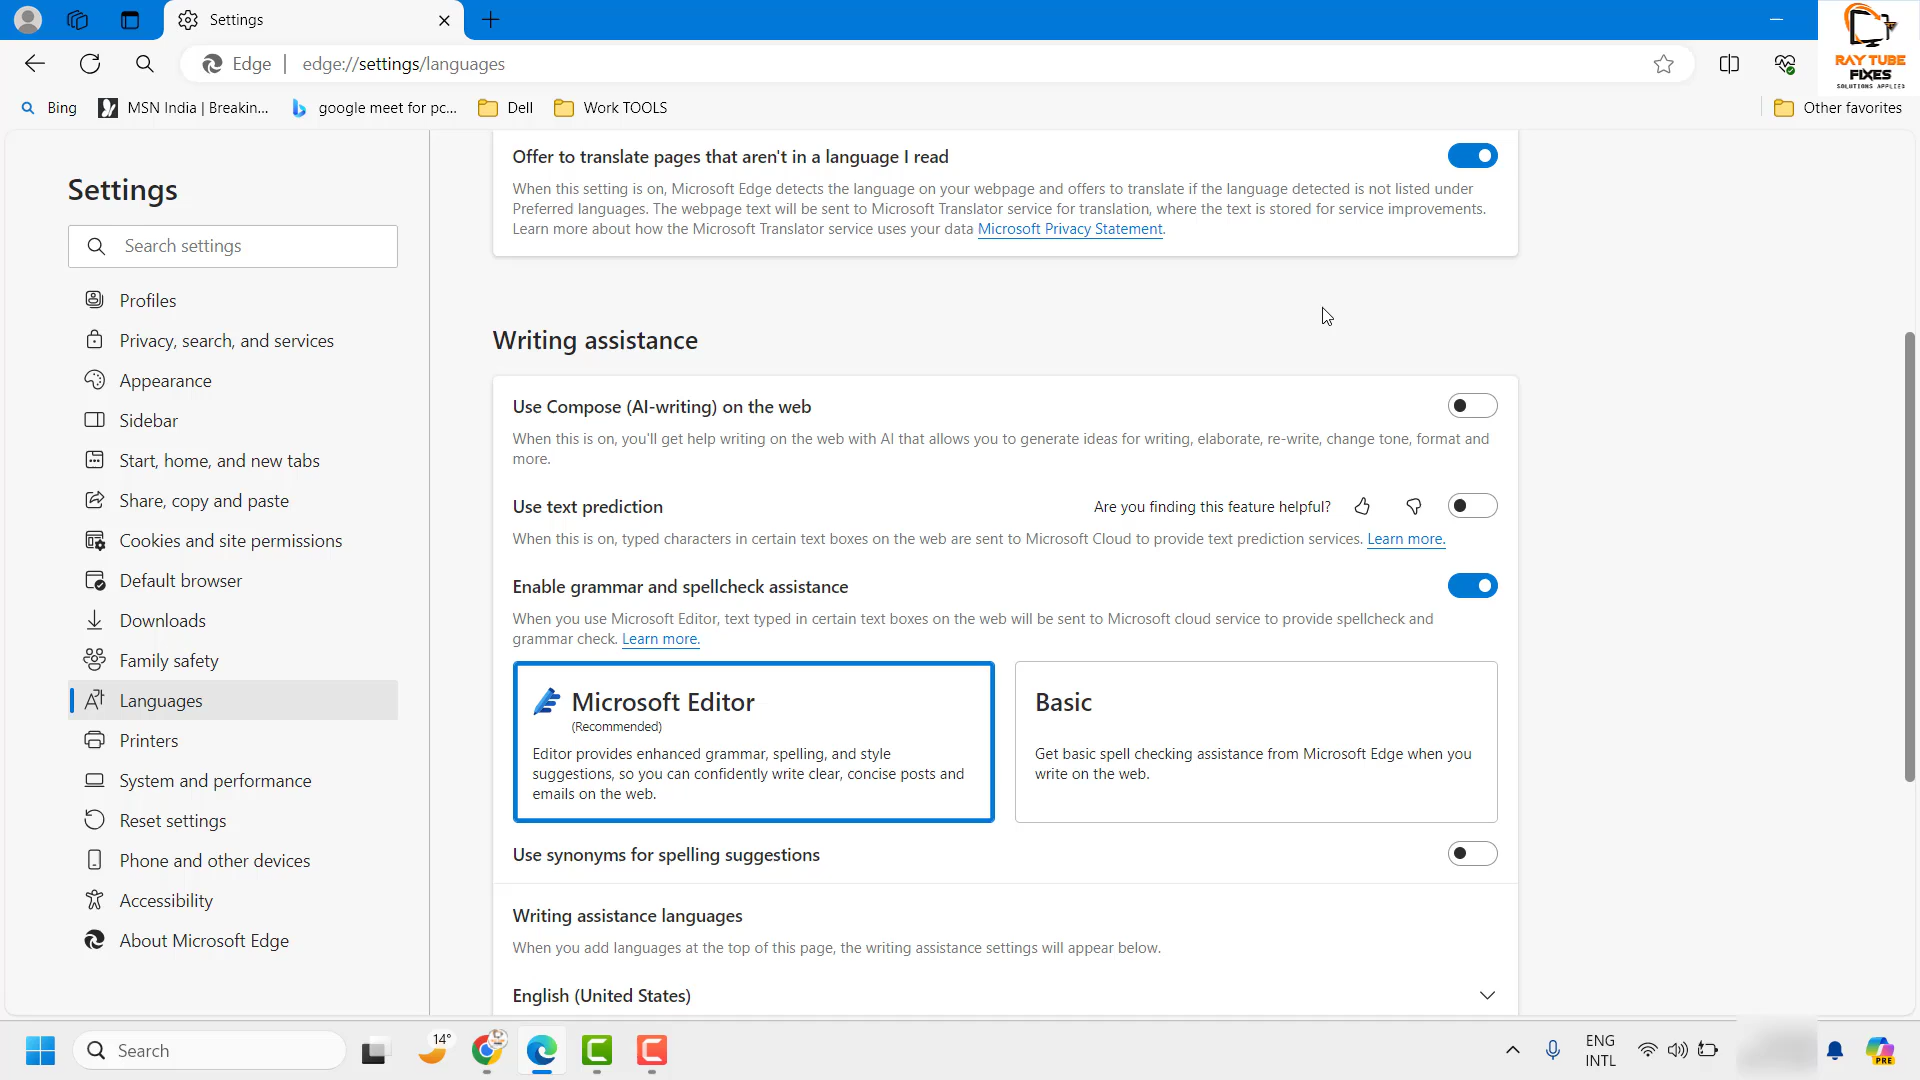 Settings
Edge
edge://settings/languages
RAY TUBE
FIXES
SOLUTIONS APPLIED
Bing
MSN India | Breakin...
google meet for pc...
Dell
Work TOOLS
Other favorites
Settings
Search settings
Profiles
Privacy, search, and services
Appearance
Sidebar
Start, home, and new tabs
Share, copy and paste
Cookies and site permissions
Default browser
Downloads
Family safety
Languages
Printers
System and performance
Reset settings
Phone and other devices
Accessibility
About Microsoft Edge
Offer to translate pages that aren't in a language I read
When this setting is on, Microsoft Edge detects the language on your webpage and offers to translate if the language detected is not listed under
Preferred languages. The webpage text will be sent to Microsoft Translator service for translation, where the text is stored for service improvements.
Learn more about how the Microsoft Translator service uses your data Microsoft Privacy Statement.
Writing assistance
Use Compose (AI-writing) on the web
When this is on, you'll get help writing on the web with AI that allows you to generate ideas for writing, elaborate, re-write, change tone, format and
more.
Use text prediction
Are you finding this feature helpful?
When this is on, typed characters in certain text boxes on the web are sent to Microsoft Cloud to provide text prediction services. Learn more.
Enable grammar and spellcheck assistance
When you use Microsoft Editor, text typed in certain text boxes on the web will be sent to Microsoft cloud service to provide spellcheck and
grammar check. Learn more.
Microsoft Editor
(Recommended)
Editor provides enhanced grammar, spelling, and style
suggestions, so you can confidently write clear, concise posts and
emails on the web.
Basic
Get basic spell checking assistance from Microsoft Edge when you
write on the web.
Use synonyms for spelling suggestions
Writing assistance languages
When you add languages at the top of this page, the writing assistance settings will appear below.
English (United States)
Search
14°
ENG
INTL
PRE